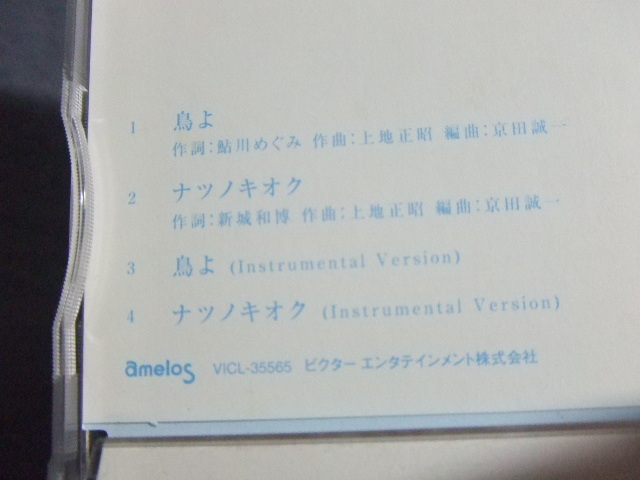 1 鳥よ
作詞:鮎川めぐみ 作曲:上地正昭 編曲:京田誠一
2 ナツノキオク
作詞:新城和博 作曲:上地正昭 編曲:京田誠一
3 鳥よ (Instrumental Version)
4 ナツノキオク (Instrumental Version)
amelos VICL-35565 ビクター エンタテインメント株式会社